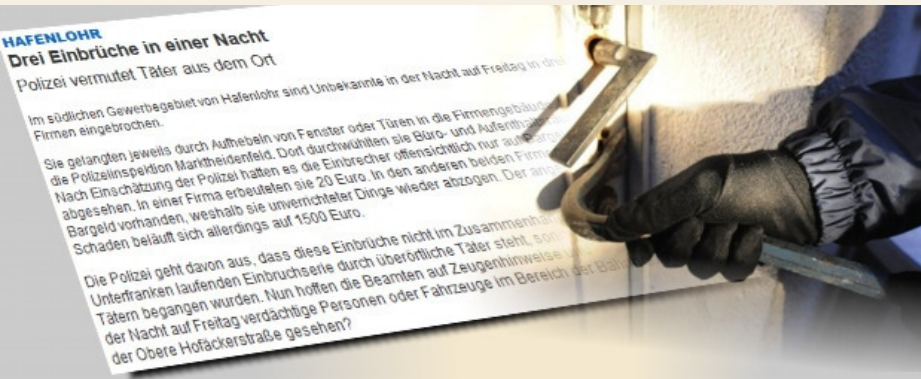 HAFENLOHR
Drei Einbrüche in einer Nacht
Polizei vermutet Täter aus dem Ort
Im südlichen Gewerbegebiet von Hafenlohr sind Unbekannte in der Nacht auf Freitag in drei
Firmen eingebrochen.
Sie gelangten jeweils durch Aufhebeln von Fenster oder Türen in die Firmengebäude
die Polizeiinspektion Marktheidenfeld. Dort durchwühlten sie Büro- und
Nach Einschätzung der Polizei hatten es die Einbrecher offensichtlich nur auf
abgesehen. In einer Firma erbeuteten sie 20 Euro. In den anderen beiden
Bargeld vorhanden, weshalb sie unverrichteter Dinge wieder abzogen. Der
Schaden beläuft sich allerdings auf 1500 Euro.
Die Polizei geht davon aus, dass diese Einbrüche nicht im
Unterfranken laufenden Einbruchserie durch überörtliche Täter steht,
Tätern begangen wurden. Nun hoffen die Beamten auf Zeugenhinweise
der Nacht auf Freitag verdächtige Personen oder Fahrzeuge im Bereich der
der Obere Hofäckerstraße gesehen?